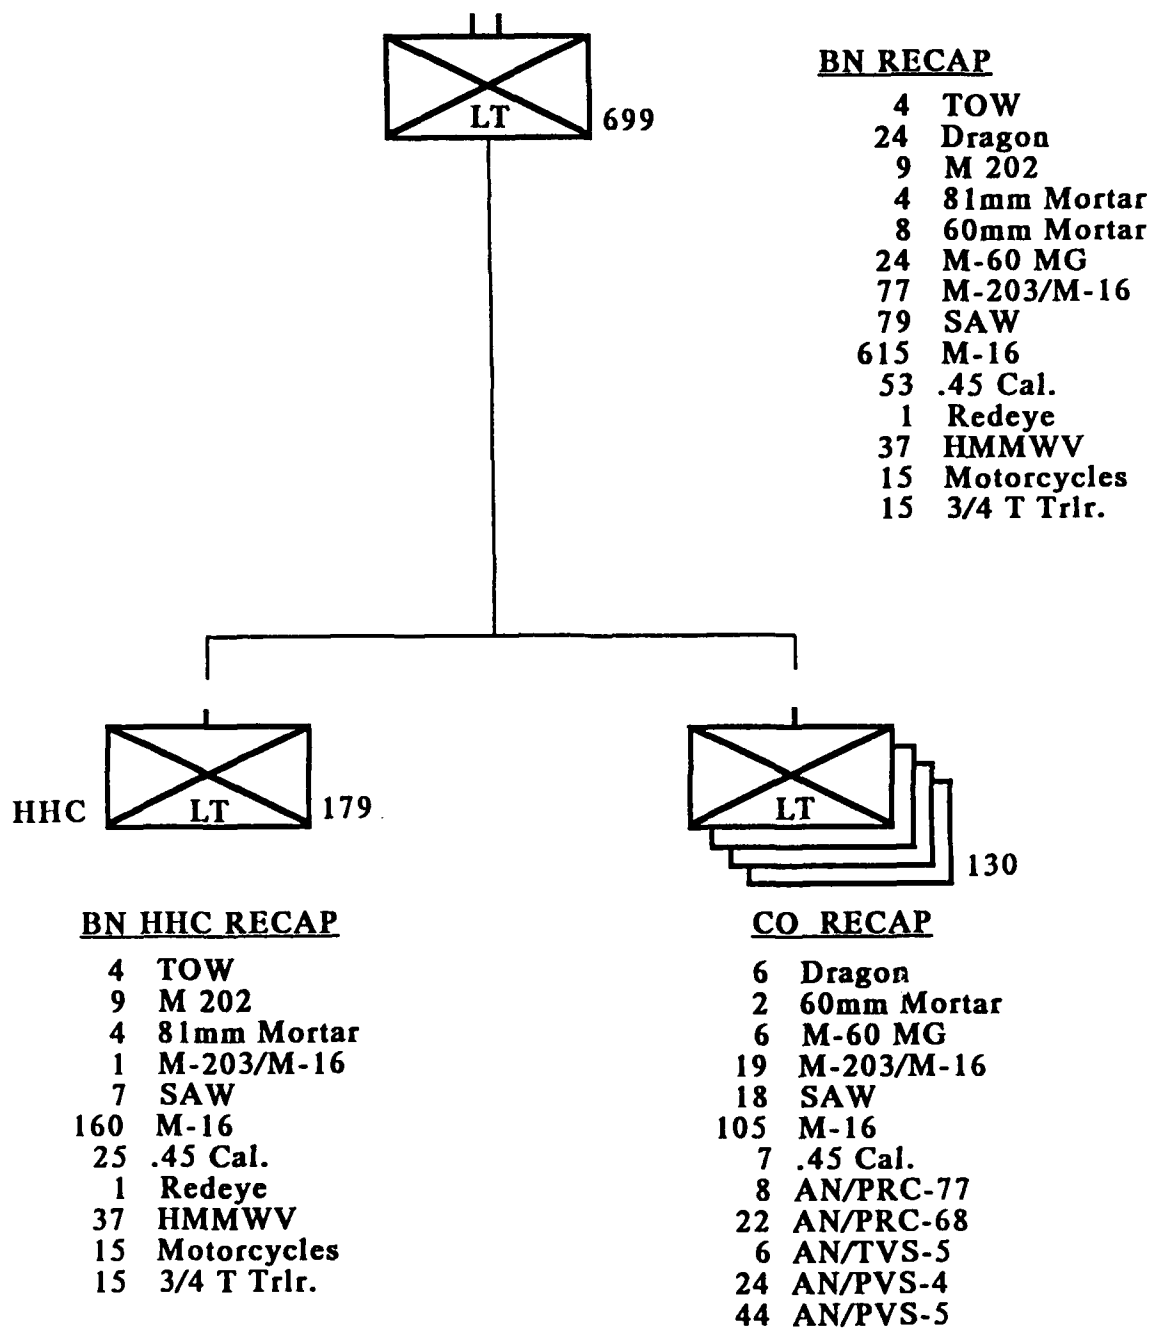 LT
699
BN RECAP
4 TOW
24 Dragon
9 M 202
4 81mm Mortar
8 60mm Mortar
24 M-60 MG
77 M-203/M-16
79 SAW
615 M-16
53 .45 Cal.
1 Redeye
37 HMMWV
15 Motorcycles
15 3/4 T Trlr.
HHC
LT
179
LT
130
BN HHC RECAP
4 TOW
9 M 202
4 81mm Mortar
1 M-203/M-16
7 SAW
160 M-16
25 .45 Cal.
1 Redeye
37 HMMWV
15 Motorcycles
15 3/4 T Trlr.
CO RECAP
6 Dragon
2 60mm Mortar
6 M-60 MG
19 M-203/M-16
18 SAW
105 M-16
7 .45 Cal.
8 AN/PRC-77
22 AN/PRC-68
6 AN/TVS-5
24 AN/PVS-4
44 AN/PVS-5